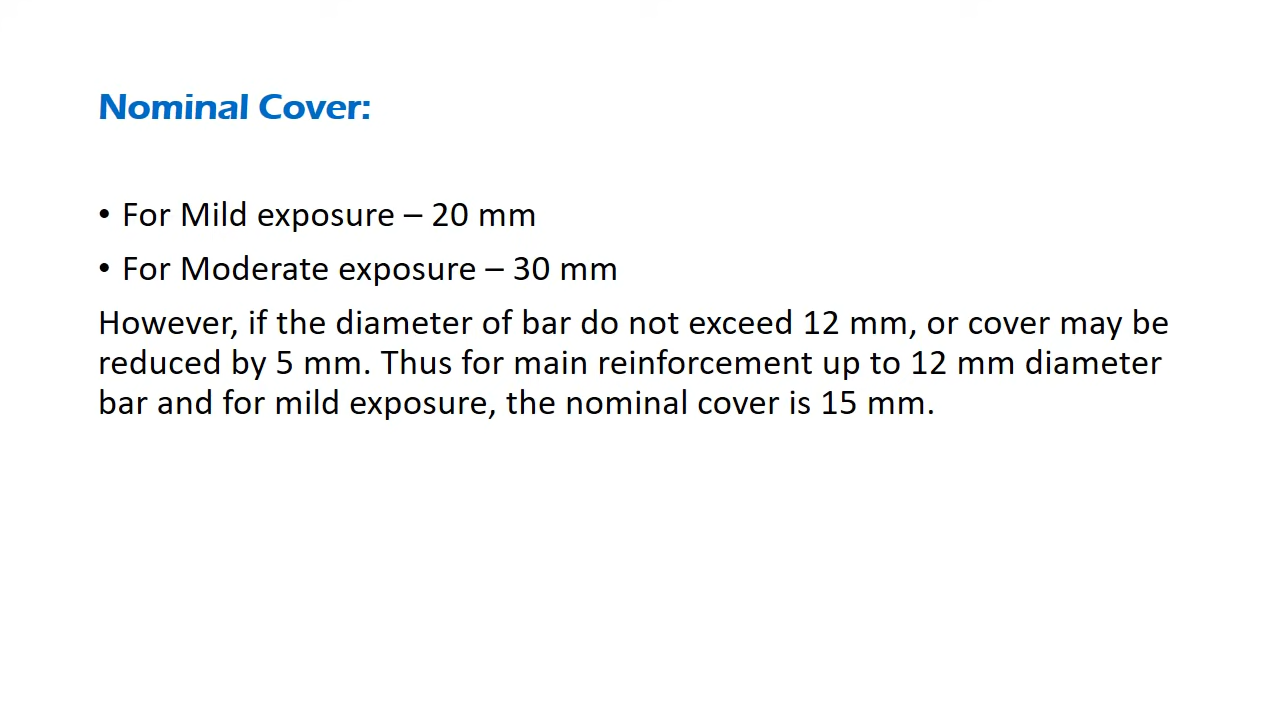 Nominal Cover:
• For Mild exposure – 20 mm
• For Moderate exposure – 30 mm
However, if the diameter of bar do not exceed 12 mm, or cover may be
reduced by 5 mm. Thus for main reinforcement up to 12 mm diameter
bar and for mild exposure, the nominal cover is 15 mm.